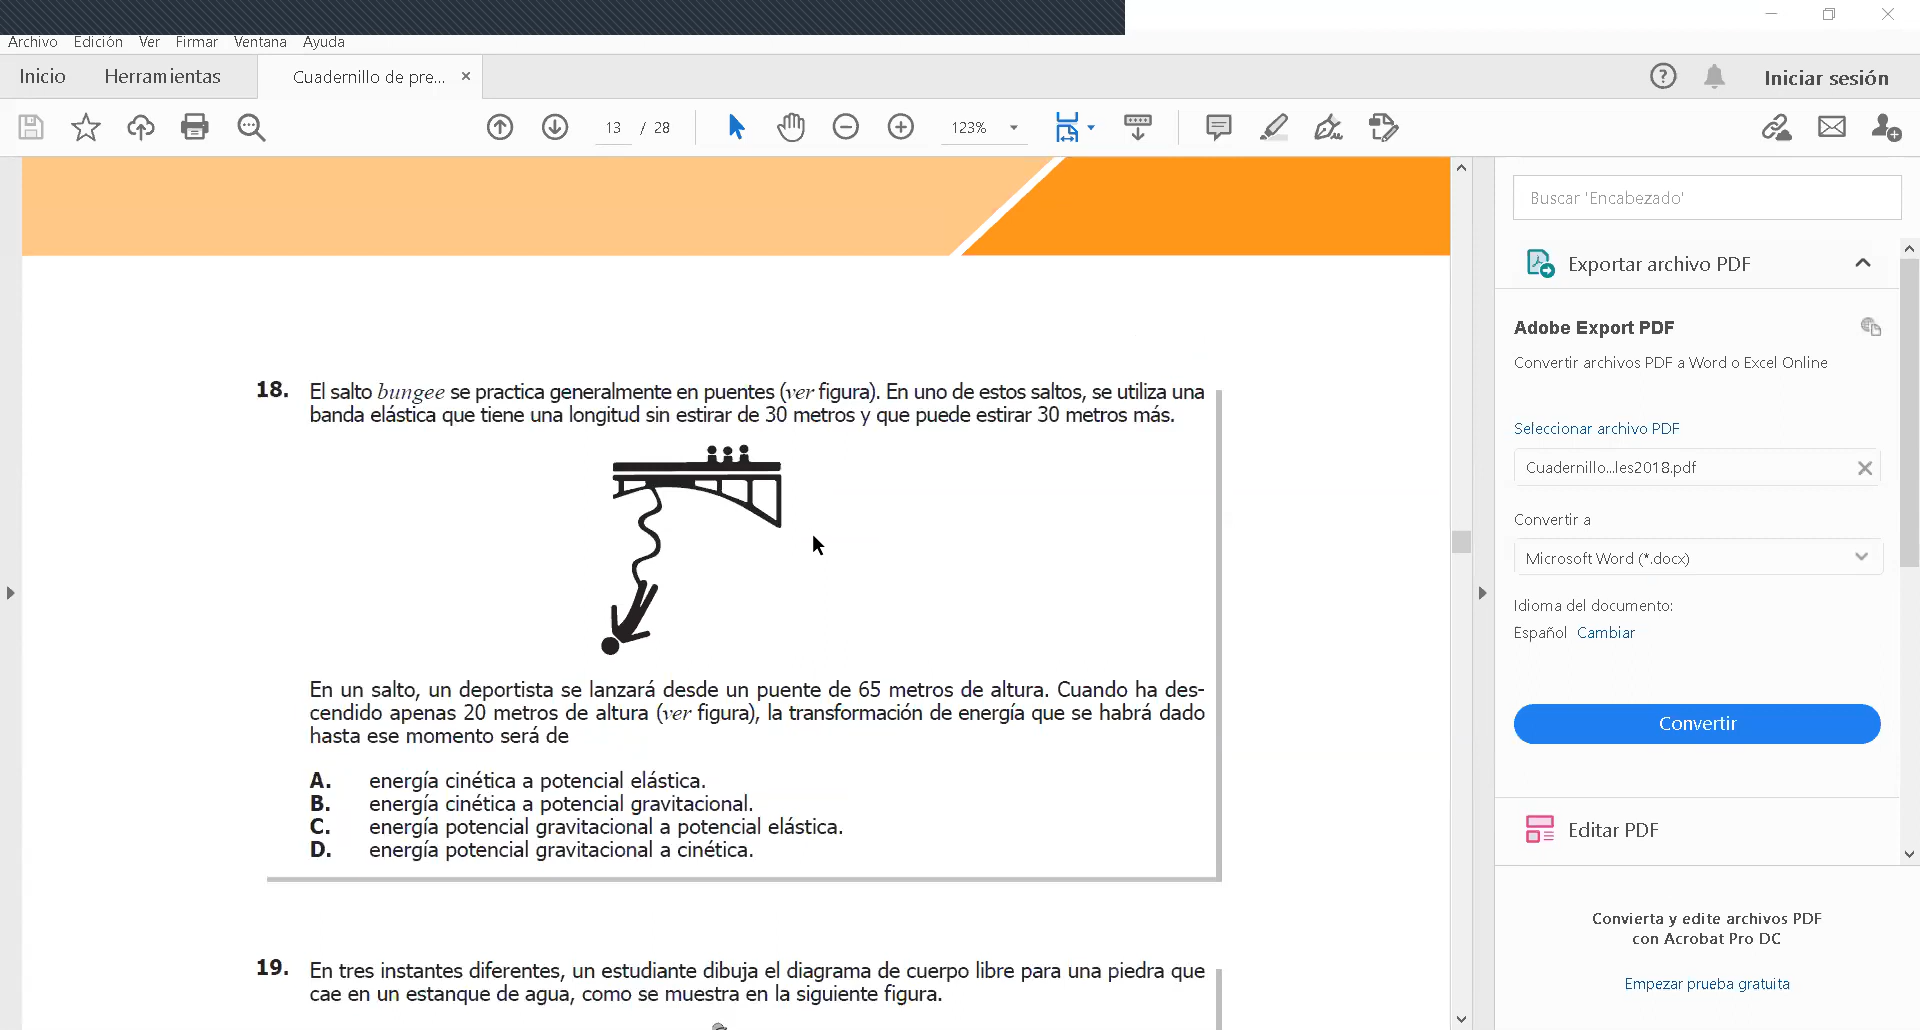 Archivo Edición Ver Firmar Ventana Ayuda
Inicio Herramientas Cuadernillo de pre... × Iniciar sesión
13 / 28 123%
Buscar 'Encabezado'
Exportar archivo PDF
Adobe Export PDF
Convertir archivos PDF a Word o Excel Online
Seleccionar archivo PDF
Cuadernillo...les2018.pdf
Convertir a
Microsoft Word (*.docx)
Idioma del documento:
Español Cambiar
Convertir
Editar PDF
Convierta y edite archivos PDF
con Acrobat Pro DC
Empezar prueba gratuita
18. El salto bungee se practica generalmente en puentes (ver figura). En uno de estos saltos, se utiliza una
banda elástica que tiene una longitud sin estirar de 30 metros y que puede estirar 30 metros más.
En un salto, un deportista se lanzará desde un puente de 65 metros de altura. Cuando ha des-
cendido apenas 20 metros de altura (ver figura), la transformación de energía que se habrá dado
hasta ese momento será de
A. energía cinética a potencial elástica.
B. energía cinética a potencial gravitacional.
C. energía potencial gravitacional a potencial elástica.
D. energía potencial gravitacional a cinética.
19. En tres instantes diferentes, un estudiante dibuja el diagrama de cuerpo libre para una piedra que
cae en un estanque de agua, como se muestra en la siguiente figura.